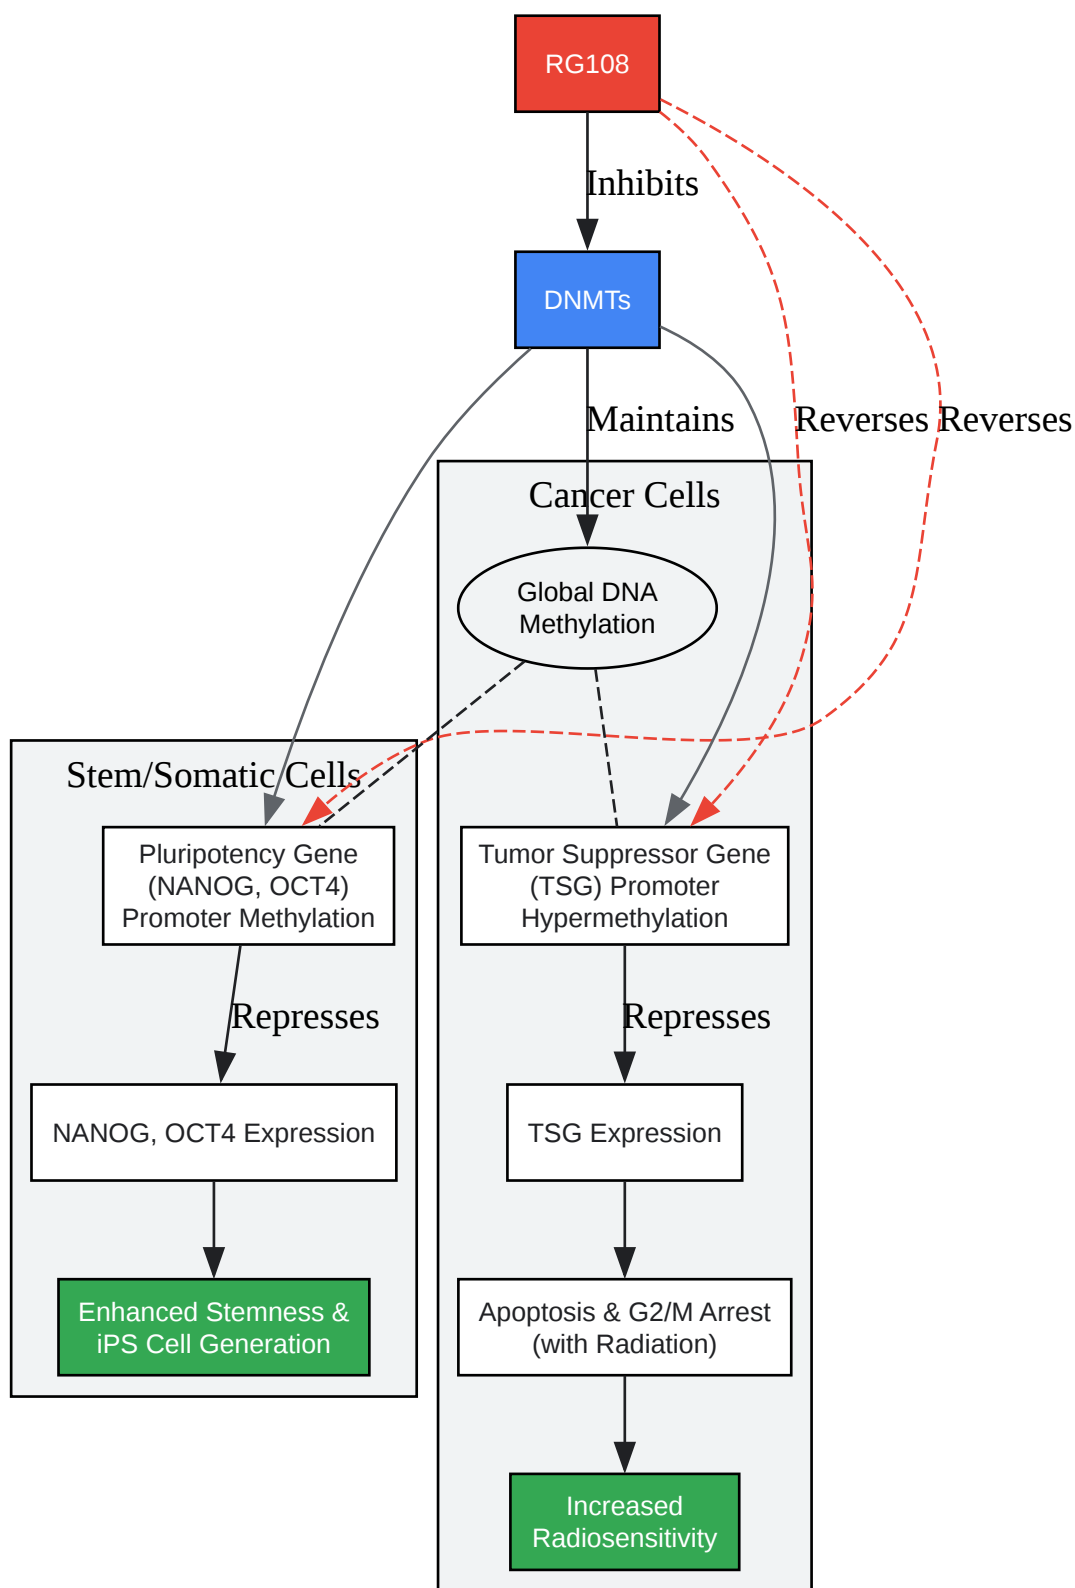 RG108
Inhibits
DNMTs
Maintains
Reverses
Reverses
Cancer Cells
Global DNA
Methylation
Stem/Somatic Cells
Pluripotency Gene
(NANOG, OCT4)
Promoter Methylation
Tumor Suppressor Gene
(TSG) Promoter
Hypermethylation
Represses
Represses
NANOG, OCT4 Expression
TSG Expression
Enhanced Stemness &
iPS Cell Generation
Apoptosis & G2/M Arrest
(with Radiation)
Increased
Radiosensitivity